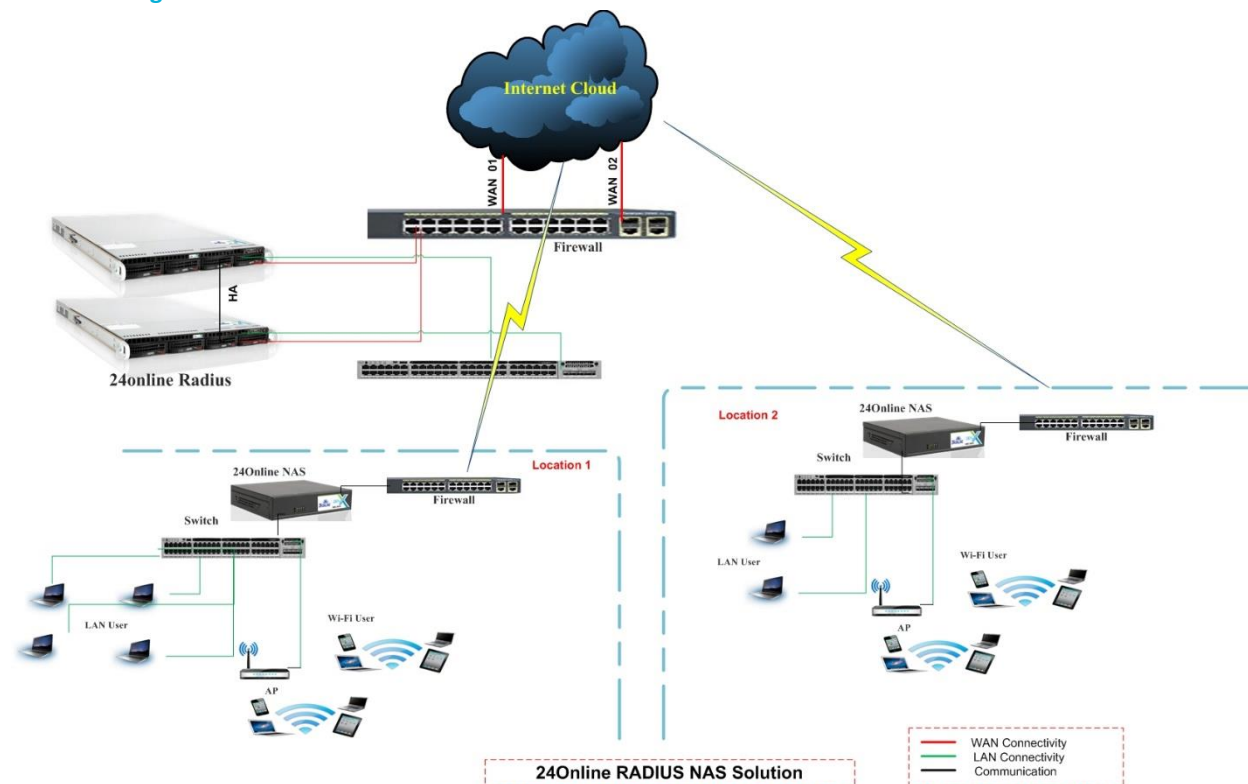 Internet Cloud
WAN 01
WAN 02
Firewall
HA
24online Radius
Location 1
24Online NAS
Firewall
Switch
LAN User
Wi-Fi User
AP
Location 2
24Online NAS
Firewall
Switch
LAN User
Wi-Fi User
AP
24Online RADIUS NAS Solution
WAN Connectivity
LAN Connectivity
Communication